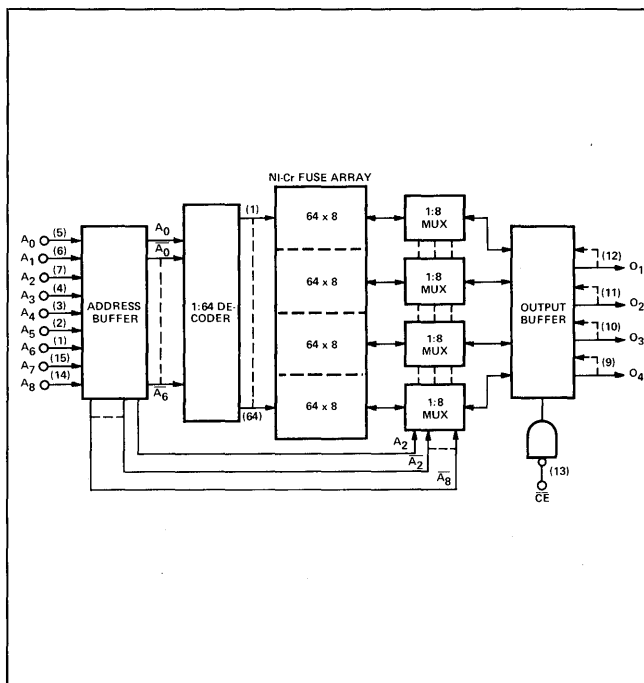 NI-Cr FUSE ARRAY
A0 (5)
A1 (6)
A2 (7)
A3 (4)
A4 (3)
A5 (2)
A6 (1)
A7 (15)
A8 (14)
ADDRESS
BUFFER
A0
A̅0̅
A̅6̅
1:64 DE-
CODER
(1)
(64)
64 x 8
64 x 8
64 x 8
64 x 8
1:8
MUX
1:8
MUX
1:8
MUX
1:8
MUX
A2
A̅2̅
A̅8̅
OUTPUT
BUFFER
(12) O1
(11) O2
(10) O3
(9) O4
(13)
C̅E̅